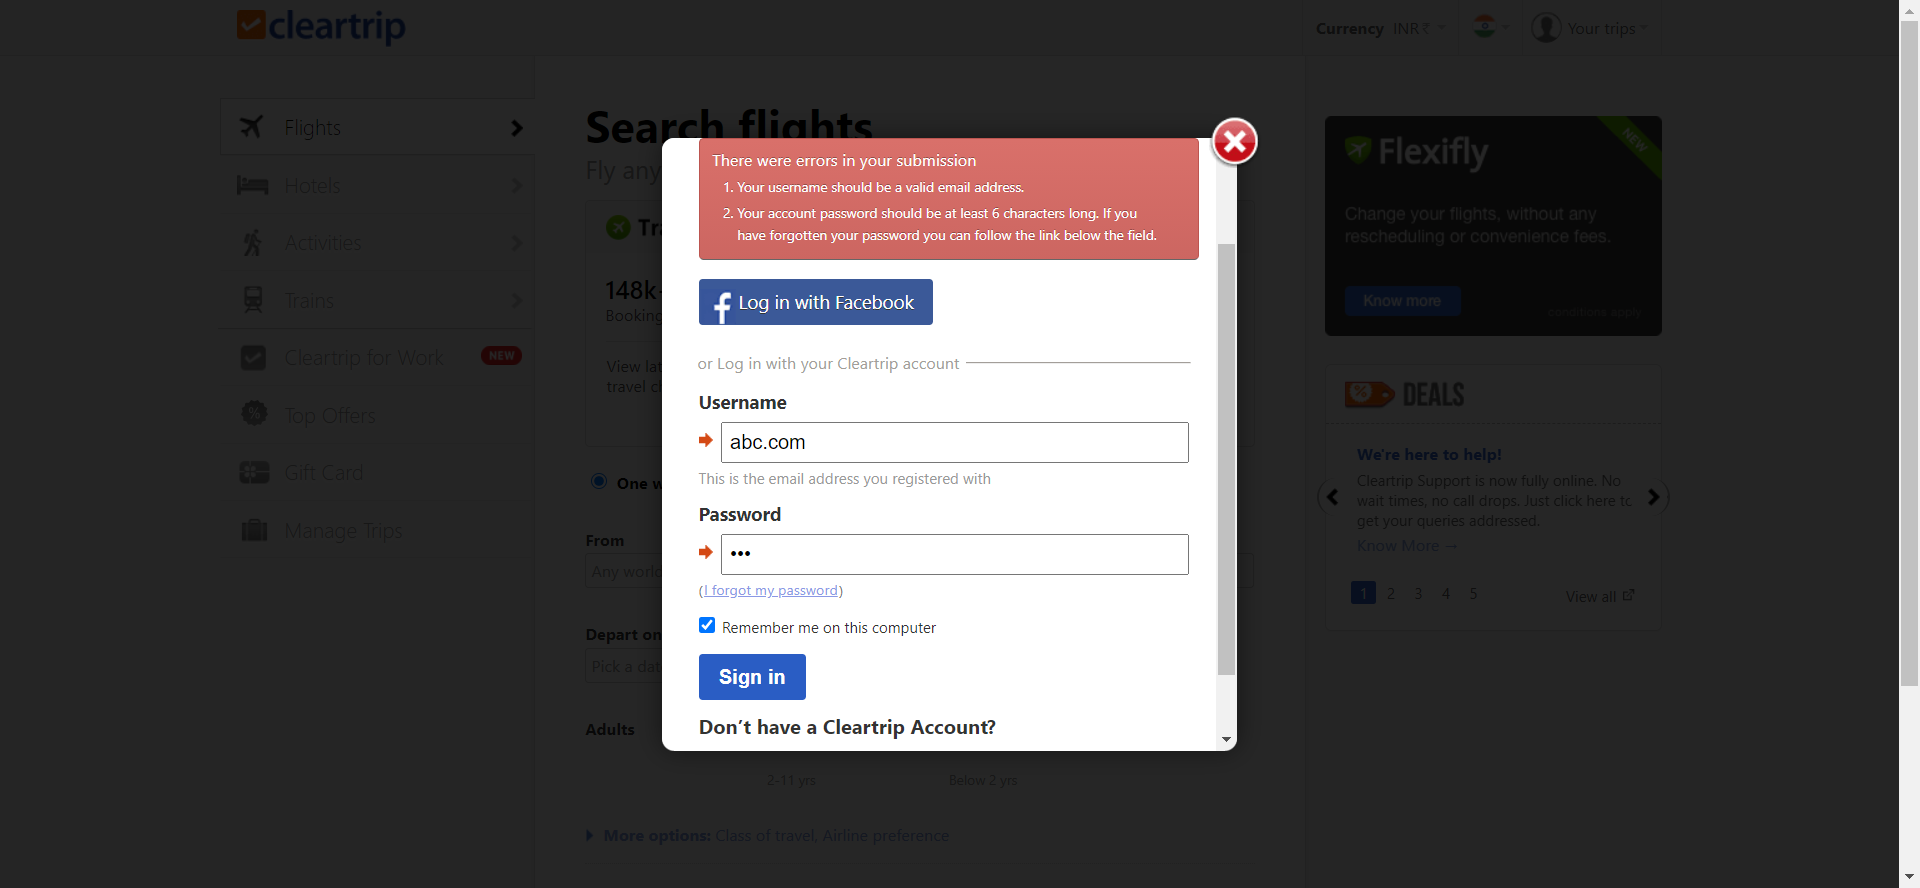 cleartrip
Currency INR₹
Your trips
Flights
Hotels
Activities
Trains
Cleartrip for Work NEW
Top Offers
Gift Card
Manage Trips
Search flights
Fly any
148k
Booking
View lat
travel c
One w
From
Any worl
Depart on
Pick a dat
Adults
2-11 yrs
Below 2 yrs
More options: Class of travel, Airline preference
There were errors in your submission
1. Your username should be a valid email address.
2. Your account password should be at least 6 characters long. If you
have forgotten your password you can follow the link below the field.
f Log in with Facebook
or Log in with your Cleartrip account
Username
abc.com
This is the email address you registered with
Password
•••
(I forgot my password)
Remember me on this computer
Sign in
Don’t have a Cleartrip Account?
Flexifly
NEW
Change your flights, without any
rescheduling or convenience fees.
Know more
conditions apply
DEALS
We're here to help!
Cleartrip Support is now fully online. No
wait times, no call drops. Just click here to
get your queries addressed.
Know More →
1 2 3 4 5
View all